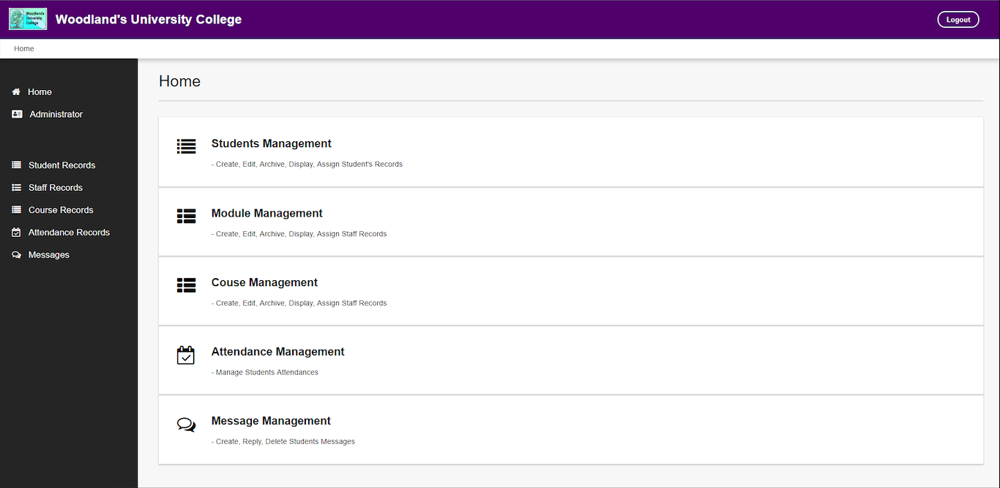 Woodlands
University
College
Woodland's University College
Logout
Home
Home
Administrator
Student Records
Staff Records
Course Records
Attendance Records
Messages
Home
Students Management
- Create, Edit, Archive, Display, Assign Student's Records
Module Management
- Create, Edit, Archive, Display, Assign Staff Records
Couse Management
- Create, Edit, Archive, Display, Assign Staff Records
Attendance Management
- Manage Students Attendances
Message Management
- Create, Reply, Delete Students Messages